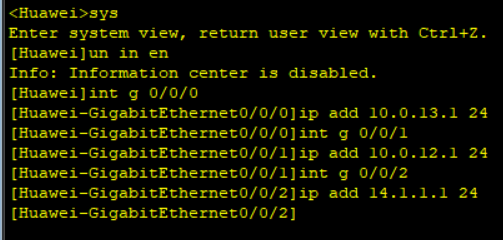 <Huawei>sys
Enter system view, return user view with Ctrl+Z.
[Huawei]un in en
Info: Information center is disabled.
[Huawei]int g 0/0/0
[Huawei-GigabitEthernet0/0/0]ip add 10.0.13.1 24
[Huawei-GigabitEthernet0/0/0]int g 0/0/1
[Huawei-GigabitEthernet0/0/1]ip add 10.0.12.1 24
[Huawei-GigabitEthernet0/0/1]int g 0/0/2
[Huawei-GigabitEthernet0/0/2]ip add 14.1.1.1 24
[Huawei-GigabitEthernet0/0/2]